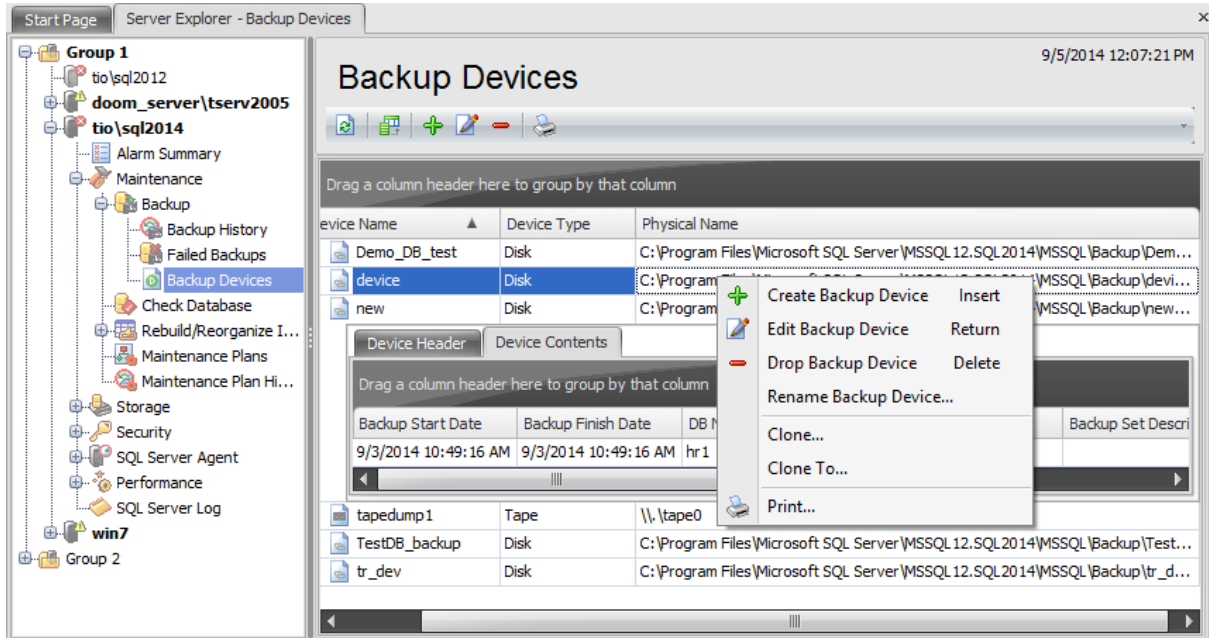 Start Page Server Explorer - Backup Devices
Group 1
tio\sql2012
doom_server\tserv2005
tio\sql2014
Alarm Summary
Maintenance
Backup
Backup History
Failed Backups
Backup Devices
Check Database
Rebuild/Reorganize I...
Maintenance Plans
Maintenance Plan Hi...
Storage
Security
SQL Server Agent
Performance
SQL Server Log
win7
Group 2
9/5/2014 12:07:21 PM
Backup Devices
Drag a column header here to group by that column
evice Name Device Type Physical Name
Demo_DB_test Disk C:\Program Files\Microsoft SQL Server\MSSQL12.SQL2014\MSSQL\Backup\Dem...
device Disk C:\Program \MSSQL\Backup\devi...
new Disk C:\Program \MSSQL\Backup\new...
Device Header Device Contents
Drag a column header here to group by that column
Backup Start Date Backup Finish Date DB Backup Set Descri
9/3/2014 10:49:16 AM 9/3/2014 10:49:16 AM hr1
tapedump1 Tape \\.\tape0
TestDB_backup Disk C:\Program Files\Microsoft SQL Server\MSSQL12.SQL2014\MSSQL\Backup\Test...
tr_dev Disk C:\Program Files\Microsoft SQL Server\MSSQL12.SQL2014\MSSQL\Backup\tr_d...
Create Backup Device Insert
Edit Backup Device Return
Drop Backup Device Delete
Rename Backup Device...
Clone...
Clone To...
Print...